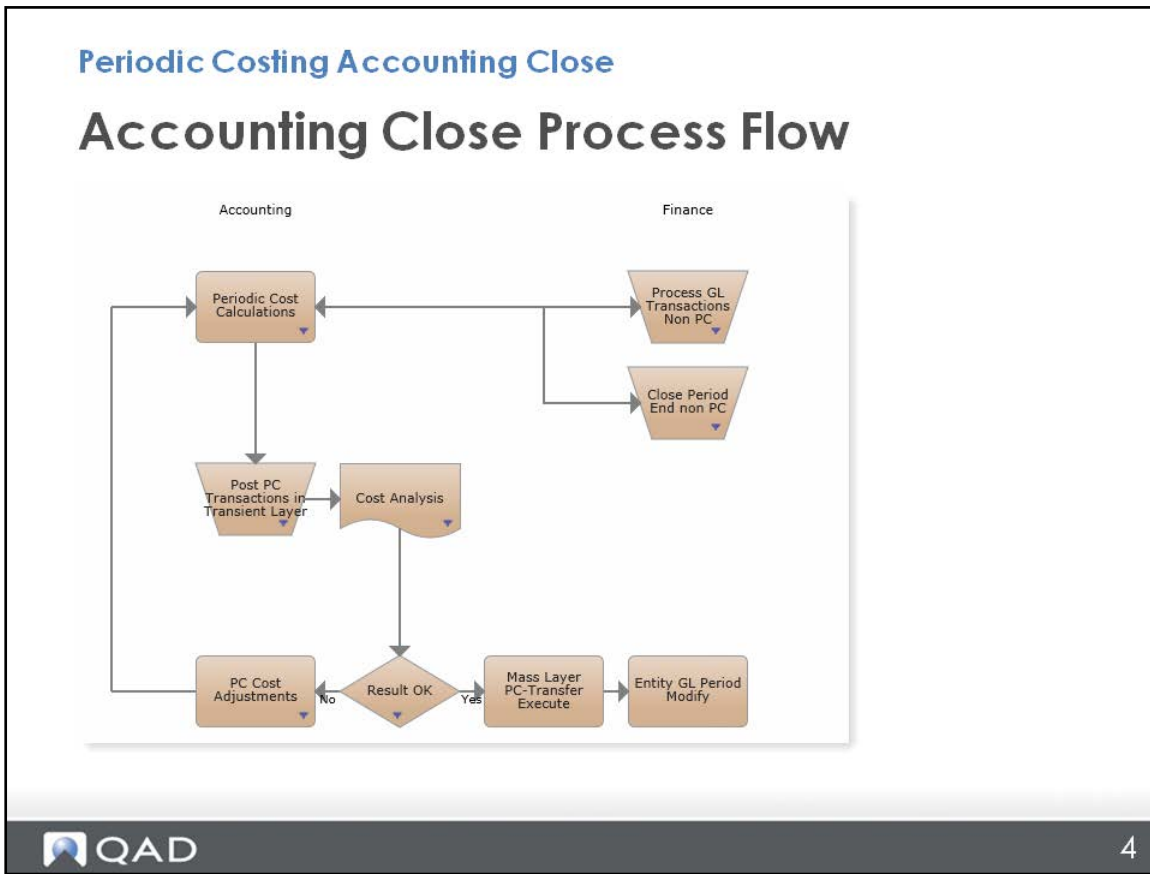 Periodic Costing Accounting Close
Accounting Close Process Flow
Accounting
Finance
Periodic Cost
Calculations
Process GL
Transactions
Non PC
Close Period
End non PC
Post PC
Transactions in
Transient Layer
Cost Analysis
PC Cost
Adjustments
No
Result OK
Yes
Mass Layer
PC-Transfer
Execute
Entity GL Period
Modify
QAD
4